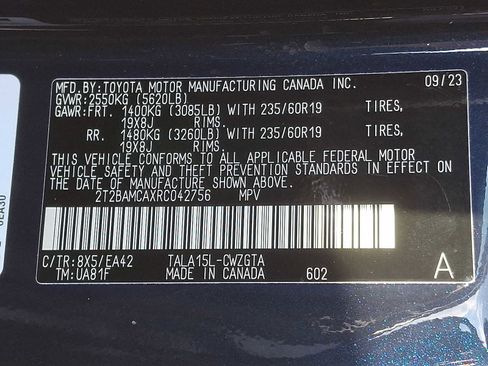 MFD.BY:TOYOTA MOTOR MANUFACTURING CANADA INC. 09/23
GVWR:2550KG (5620LB)
GAWR:FRT. 1400KG (3085LB) WITH 235/60R19 TIRES,
19X8J RIMS.
RR. 1480KG (3260LB) WITH 235/60R19 TIRES,
19X8J RIMS.
THIS VEHICLE CONFORMS TO ALL APPLICABLE FEDERAL MOTOR
VEHICLE SAFETY AND THEFT PREVENTION STANDARDS IN EFFECT ON
THE DATE OF MANUFACTURE SHOWN ABOVE.
2T2BAMCAXRC042756 MPV
C/TR:8X5/EA42 TALA15L-CWZGTA
TM:UA81F MADE IN CANADA 602 A